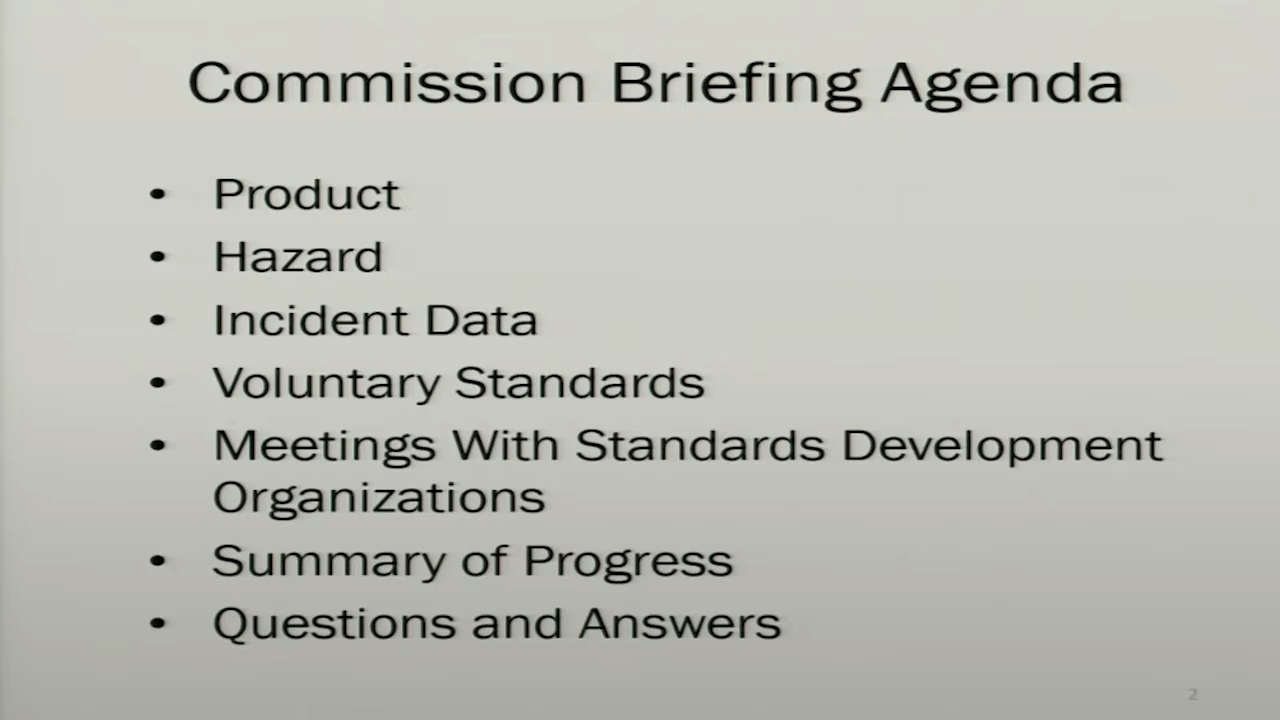 Commission Briefing Agenda
• Product
• Hazard
• Incident Data
• Voluntary Standards
• Meetings With Standards Development
Organizations
• Summary of Progress
• Questions and Answers
2